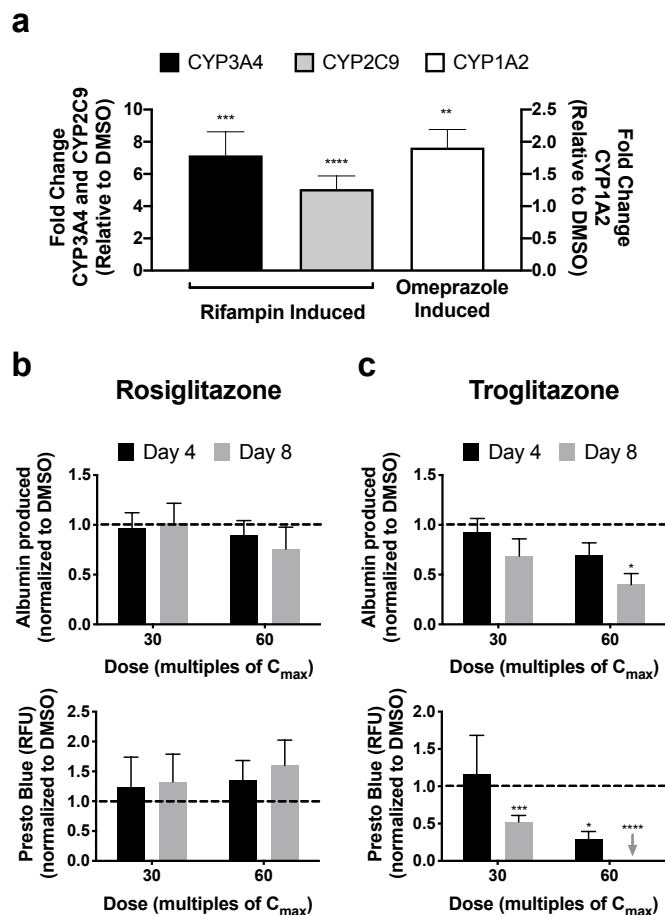 a
CYP3A4 CYP2C9 CYP1A2
Fold Change
CYP3A4 and CYP2C9
(Relative to DMSO)
10
8
6
4
2
0
***
****
**
2.5
2.0
1.5
1.0
0.5
0.0
Fold Change
CYP1A2
(Relative to DMSO)
Rifampin Induced
Omeprazole
Induced
b
Rosiglitazone
Day 4 Day 8
Albumin produced
(normalized to DMSO)
1.5
1.0
0.5
0.0
30 60
Dose (multiples of Cmax)
Presto Blue (RFU)
(normalized to DMSO)
2.5
2.0
1.5
1.0
0.5
0.0
30 60
Dose (multiples of Cmax)
c
Troglitazone
Day 4 Day 8
Albumin produced
(normalized to DMSO)
1.5
1.0
0.5
0.0
*
30 60
Dose (multiples of Cmax)
Presto Blue (RFU)
(normalized to DMSO)
2.0
1.5
1.0
0.5
0.0
***
*
****
30 60
Dose (multiples of Cmax)